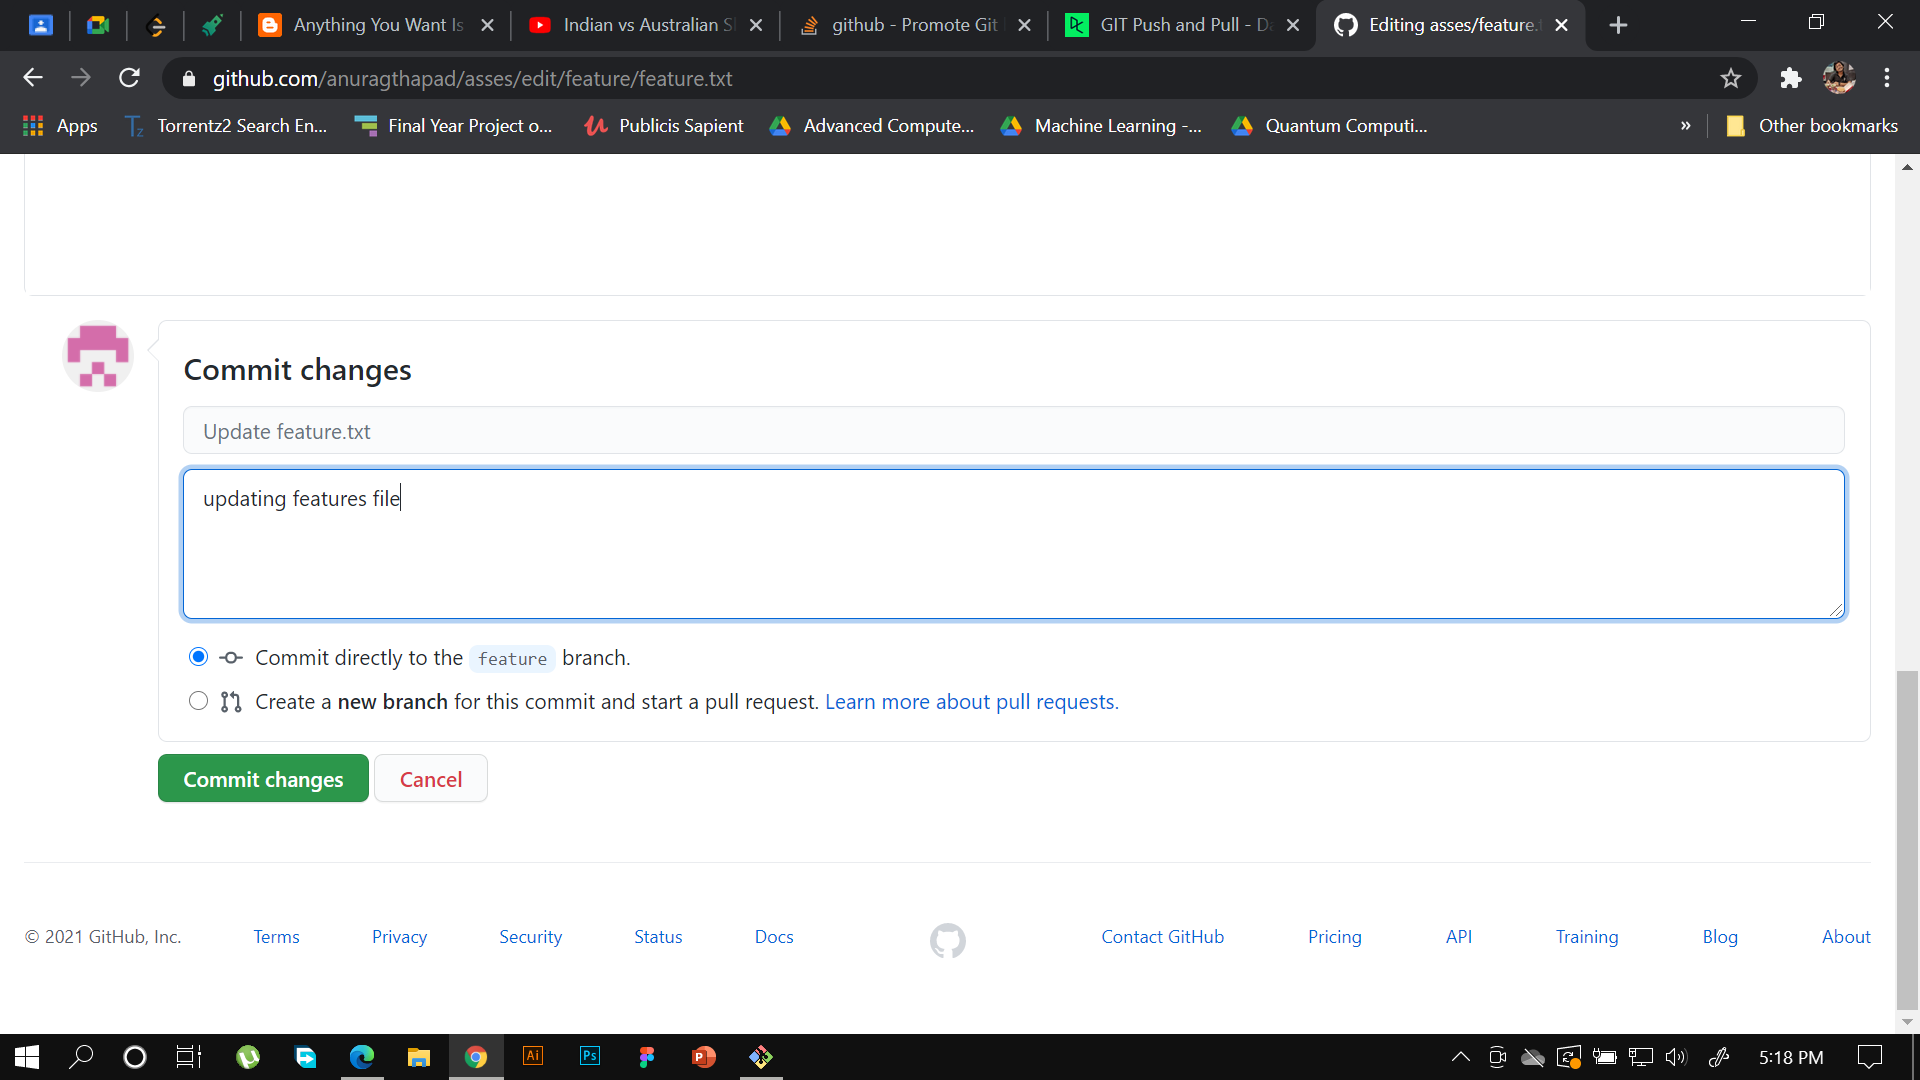 Anything You Want Is
Indian vs Australian S
github - Promote Git
GIT Push and Pull - Da
Editing asses/feature.t
github.com/anuragthapad/asses/edit/feature/feature.txt
Apps
Tz
Torrentz2 Search En...
Final Year Project o...
Publicis Sapient
Advanced Compute...
Machine Learning -...
Quantum Computi...
»
Other bookmarks
Commit changes
Update feature.txt
updating features file
Commit directly to the feature branch.
Create a new branch for this commit and start a pull request. Learn more about pull requests.
Commit changes
Cancel
© 2021 GitHub, Inc.
Terms
Privacy
Security
Status
Docs
Contact GitHub
Pricing
API
Training
Blog
About
Ai
Ps
P
5:18 PM